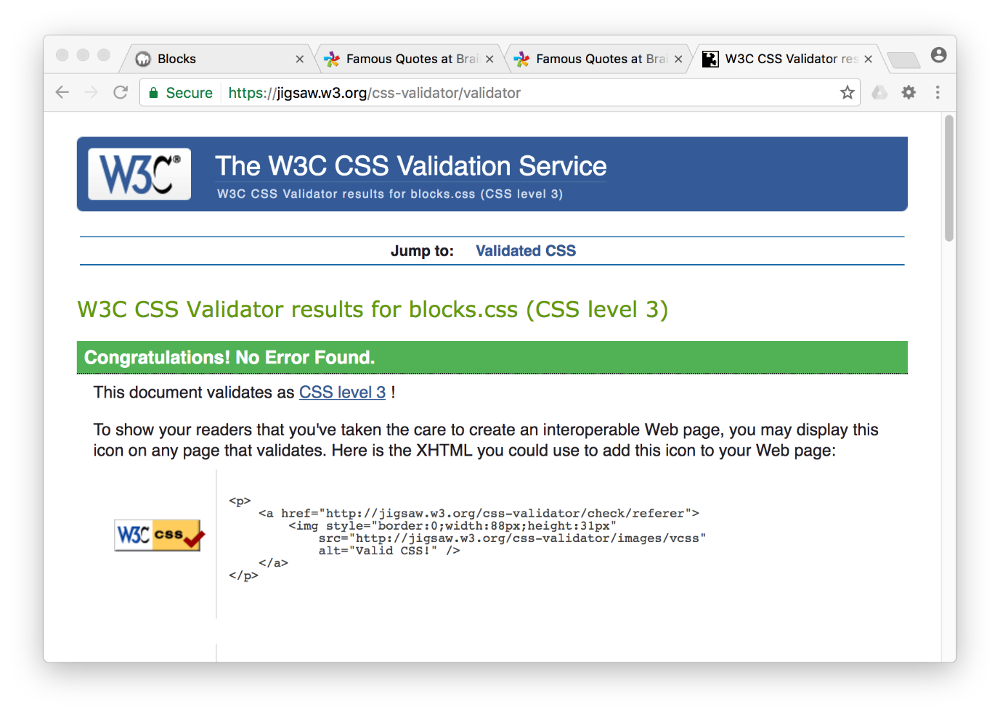 Blocks
Famous Quotes at Brai
Famous Quotes at Brai
W3C CSS Validator res
Secure https://jigsaw.w3.org/css-validator/validator
W3C®
The W3C CSS Validation Service
W3C CSS Validator results for blocks.css (CSS level 3)
Jump to: Validated CSS
W3C CSS Validator results for blocks.css (CSS level 3)
Congratulations! No Error Found.
This document validates as CSS level 3 !
To show your readers that you've taken the care to create an interoperable Web page, you may display this
icon on any page that validates. Here is the XHTML you could use to add this icon to your Web page:
W3C css
<p>
<a href="http://jigsaw.w3.org/css-validator/check/referer">
<img style="border:0;width:88px;height:31px"
src="http://jigsaw.w3.org/css-validator/images/vcss"
alt="Valid CSS!" />
</a>
</p>